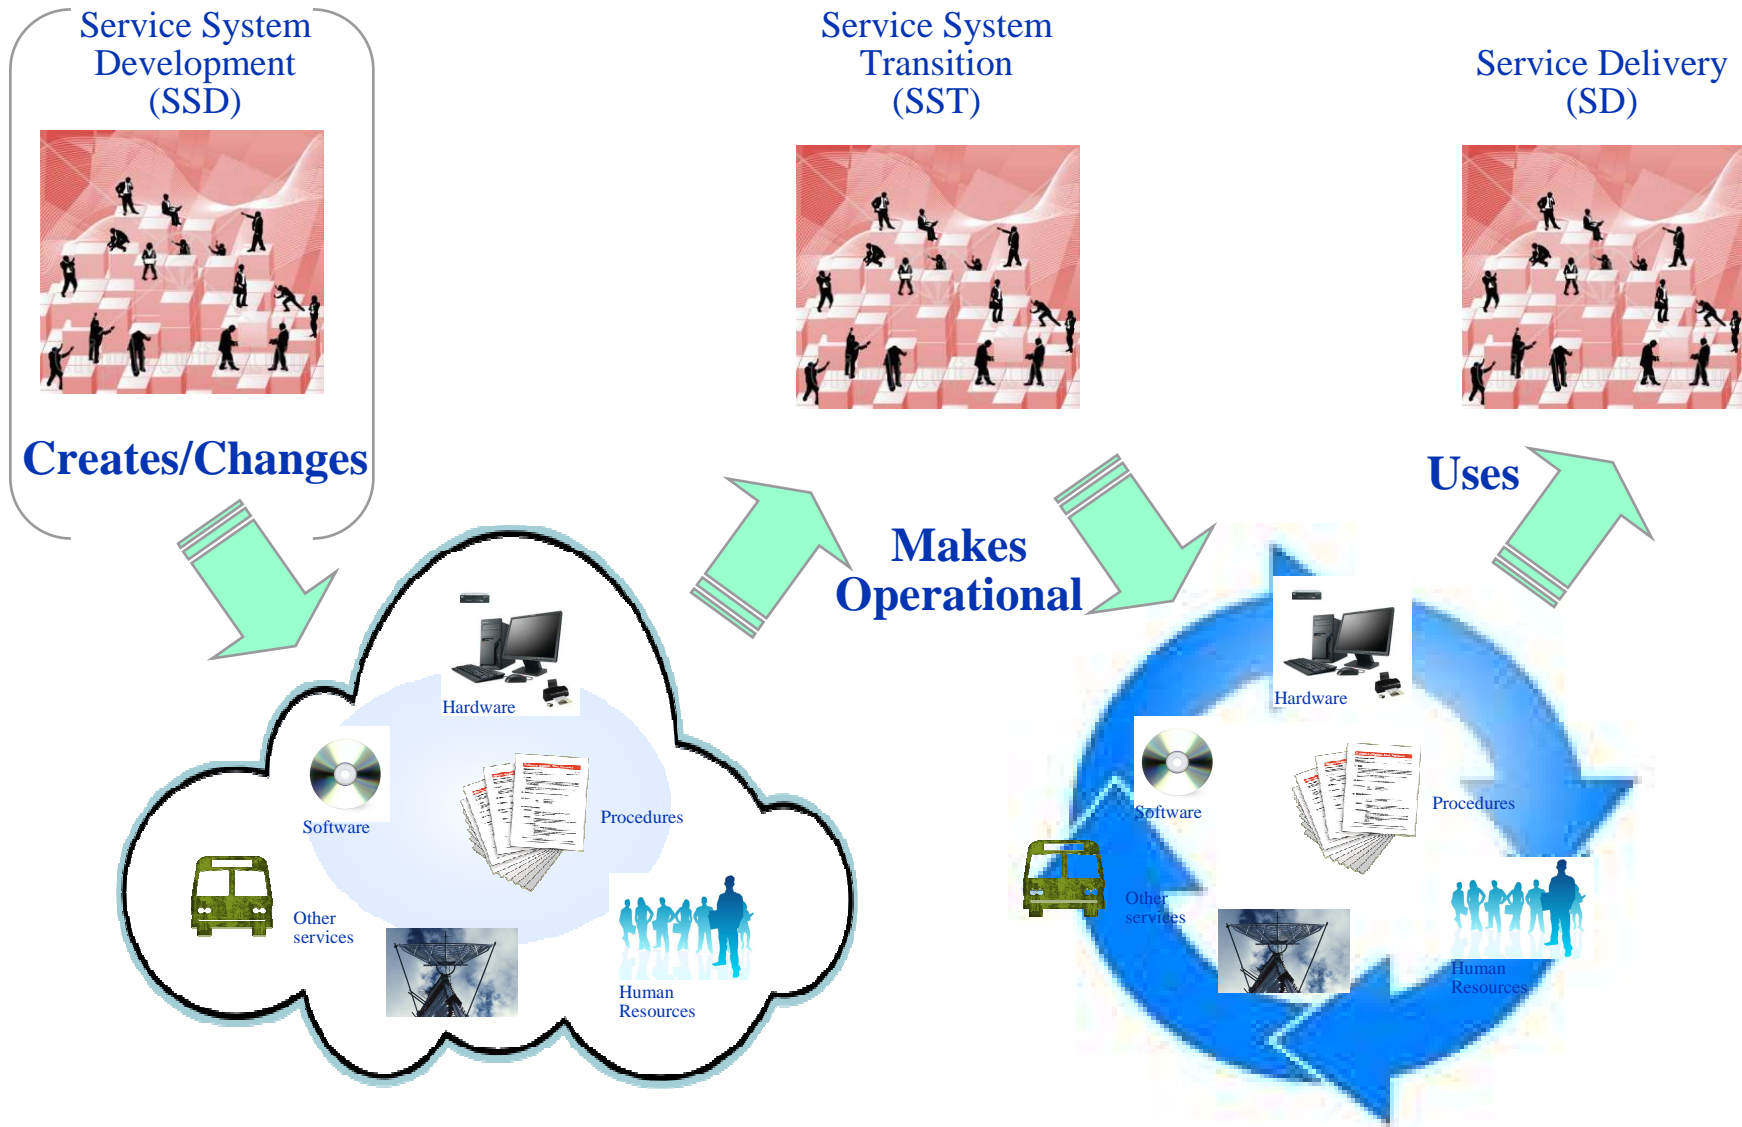 Service System
Development
(SSD)
Service System
Transition
(SST)
Service Delivery
(SD)
Creates/Changes
Makes
Operational
Uses
Hardware
Software
Procedures
Other
services
Human
Resources
Hardware
Software
Procedures
Other
services
Human
Resources